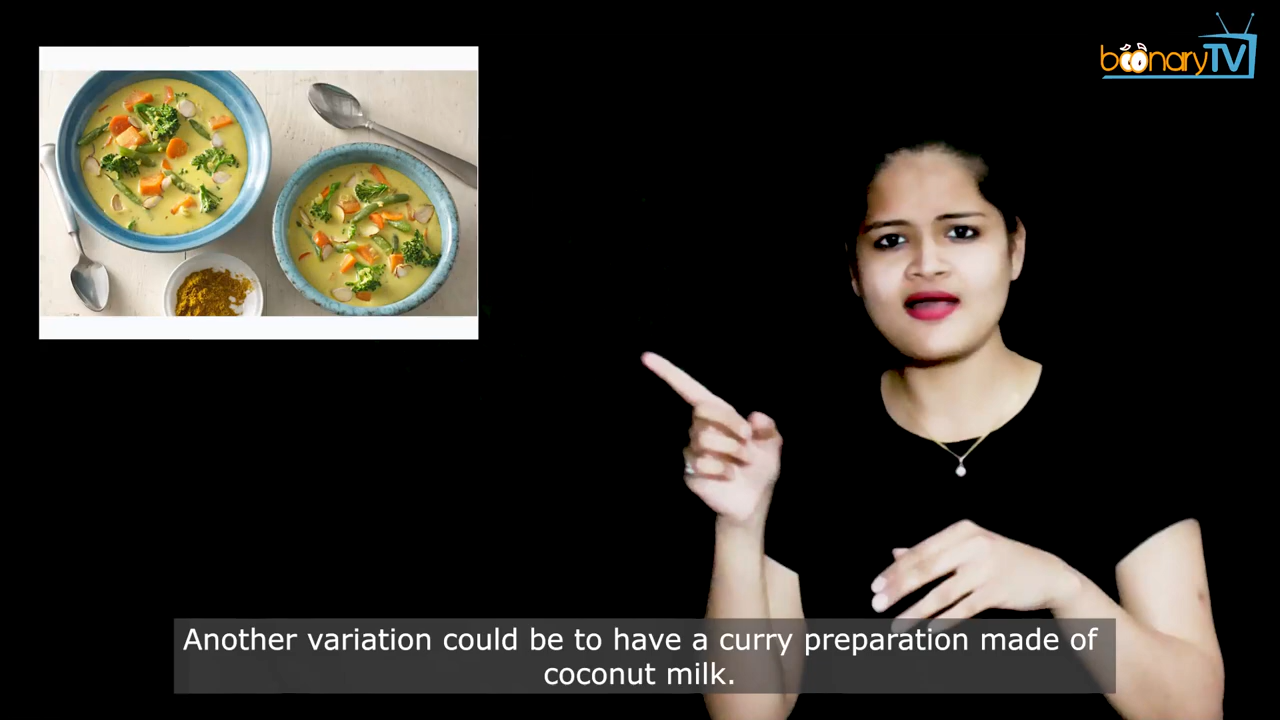 boonaryTV
Another variation could be to have a curry preparation made of
coconut milk.